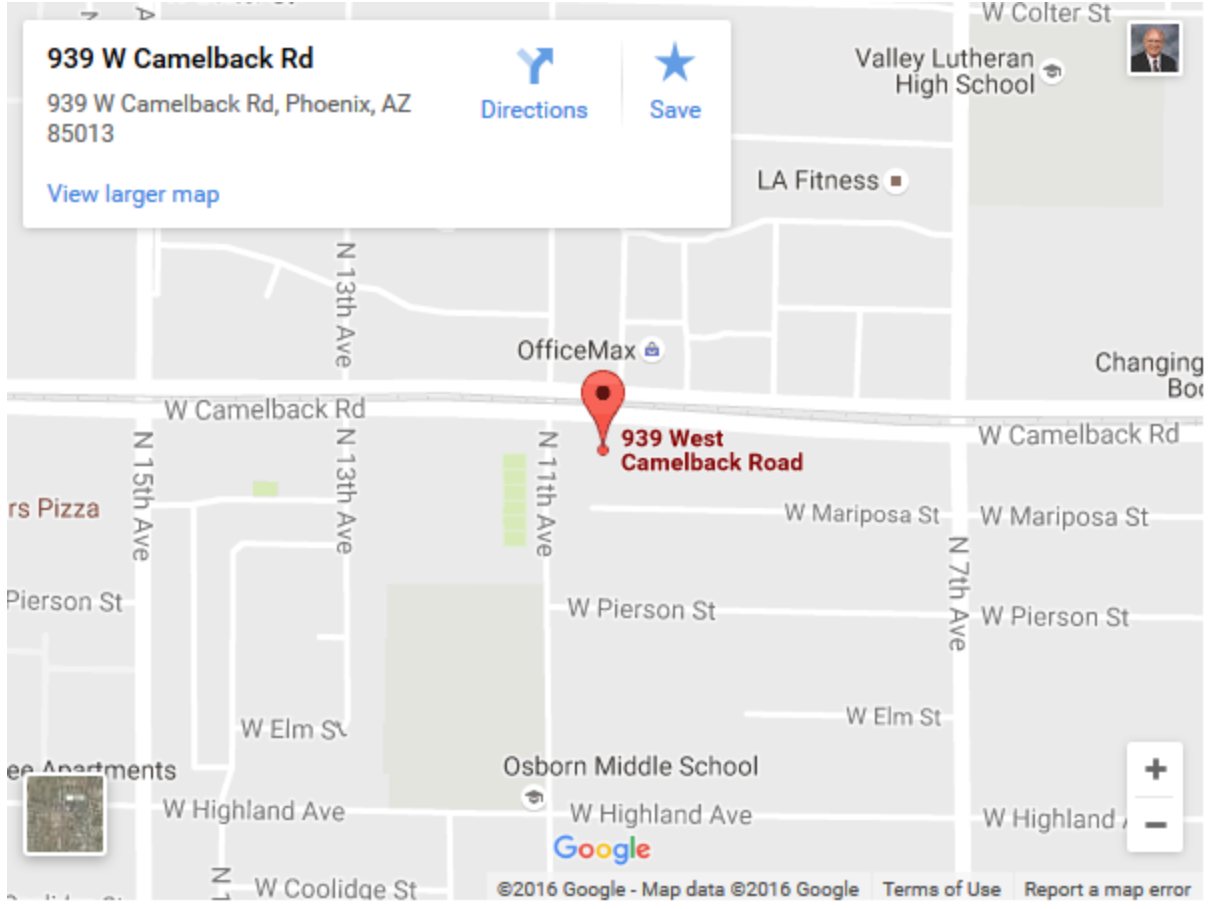 W Colter St
939 W Camelback Rd
939 W Camelback Rd, Phoenix, AZ
85013
Directions
Save
View larger map
Valley Lutheran
High School
LA Fitness
N 13th Ave
OfficeMax
Changing
W Camelback Rd
939 West
Camelback Road
W Camelback Rd
N 15th Ave
N 13th Ave
N 11th Ave
rs Pizza
W Mariposa St
W Mariposa St
N 7th Ave
Pierson St
W Pierson St
W Pierson St
W Elm St
W Elm St
ee Apartments
Osborn Middle School
W Highland Ave
W Highland Ave
W Highland
Google
W Coolidge St
©2016 Google - Map data ©2016 Google
Terms of Use
Report a map error